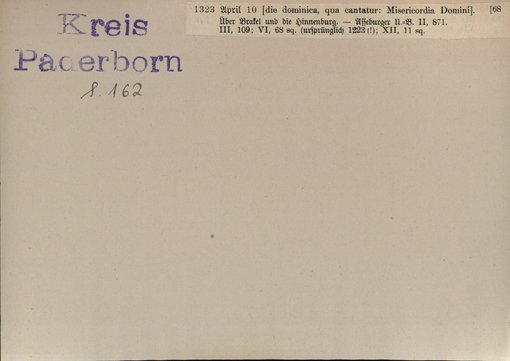 Kreis
Paderborn
S. 162
1323 April 10 [die dominica, qua cantatur: Misericordia Domini]. [68
Über Brakel und die Hinnenburg. — Asseburger U.=B. II, 871.
III, 109; VI, 68 sq. (ursprünglich 1223 (!); XII, 11 sq.